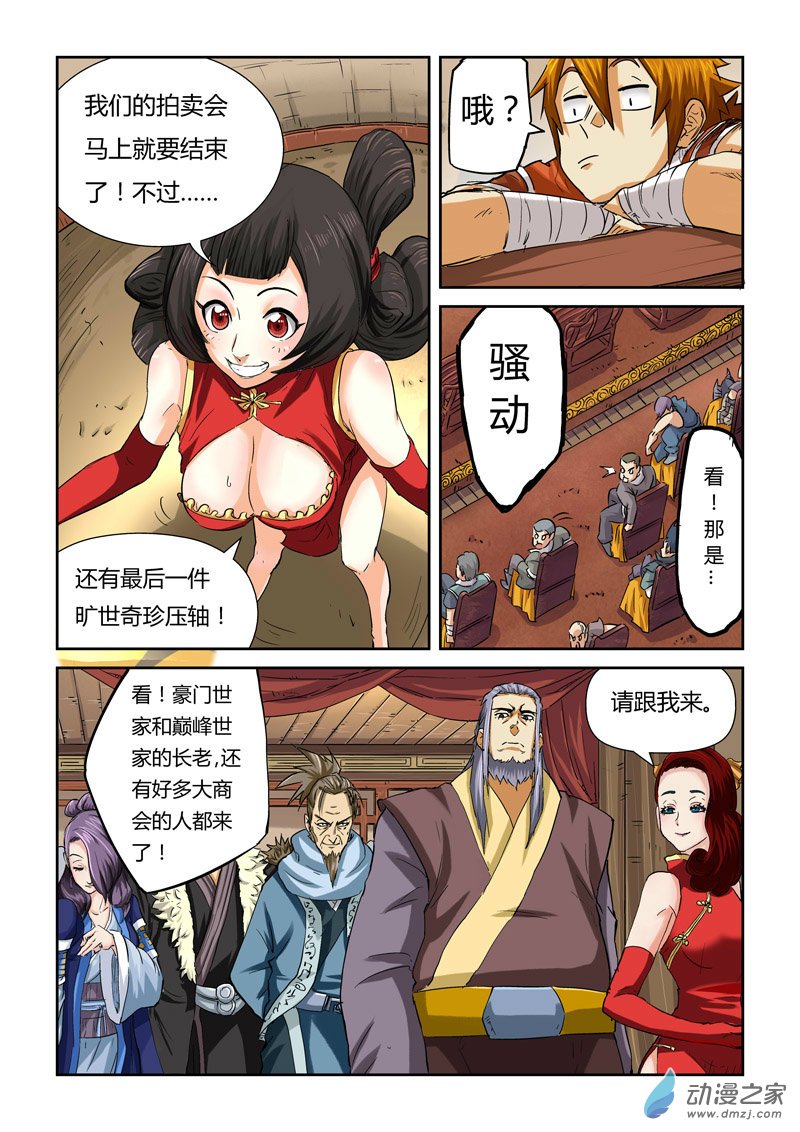 我们的拍卖会
马上就要结束
了！不过……
还有最后一件
旷世奇珍压轴！
哦？
骚
动
看！那是…
看！豪门世
家和巅峰世
家的长老，还
有好多大商
会的人都来
了！
请跟我来。
动漫之家
www.dmzj.com